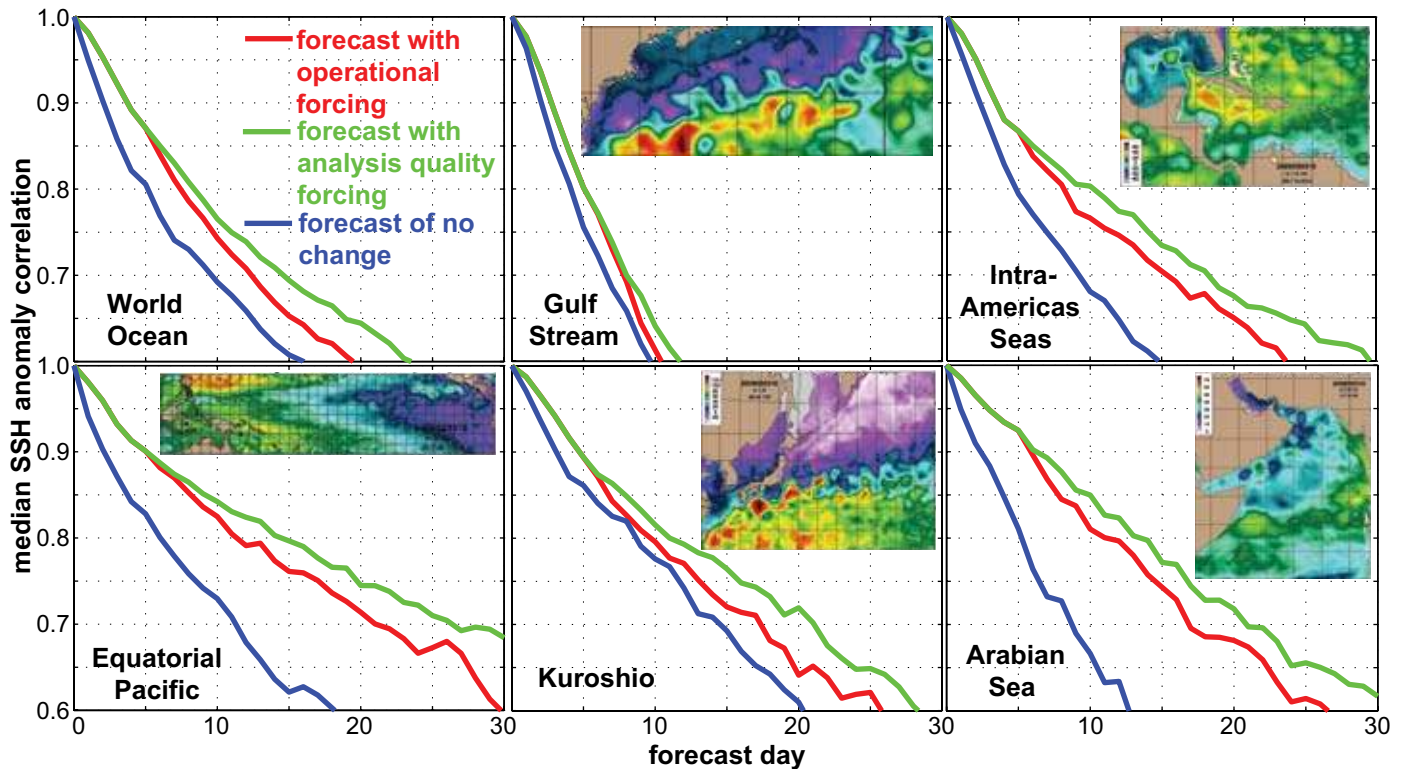 1.0
0.9
0.8
0.7
0.6
1.0
0.9
0.8
0.7
0.6
median SSH anomaly correlation
forecast with
operational
forcing
forecast with
analysis quality
forcing
forecast of no
change
World
Ocean
Gulf
Stream
Intra-
Americas
Seas
Equatorial
Pacific
Kuroshio
Arabian
Sea
0 10 20 30
10 20 30
10 20 30
forecast day